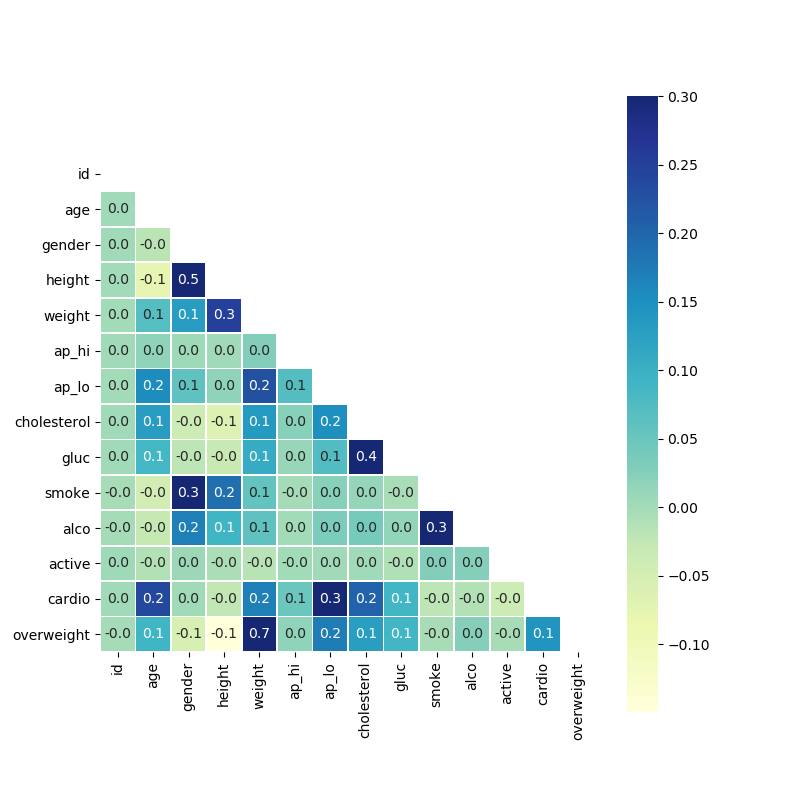 0.30
id
0.25
age 0.0
gender 0.0 -0.0
0.20
height 0.0 -0.1 0.5
weight 0.0 0.1 0.1 0.3
0.15
ap_hi 0.0 0.0 0.0 0.0 0.0
ap_lo 0.0 0.2 0.1 0.0 0.2 0.1
0.10
cholesterol 0.0 0.1 -0.0 -0.1 0.1 0.0 0.2
0.05
gluc 0.0 0.1 -0.0 -0.0 0.1 0.0 0.1 0.4
smoke -0.0 -0.0 0.3 0.2 0.1 -0.0 0.0 0.0 -0.0
0.00
alco -0.0 -0.0 0.2 0.1 0.1 0.0 0.0 0.0 0.0 0.3
active 0.0 -0.0 0.0 -0.0 -0.0 -0.0 0.0 0.0 -0.0 0.0 0.0
−0.05
cardio 0.0 0.2 0.0 -0.0 0.2 0.1 0.3 0.2 0.1 -0.0 -0.0 -0.0
overweight -0.0 0.1 -0.1 -0.1 0.7 0.0 0.2 0.1 0.1 -0.0 0.0 -0.0 0.1
−0.10
id age gender height weight ap_hi ap_lo cholesterol gluc smoke alco active cardio overweight